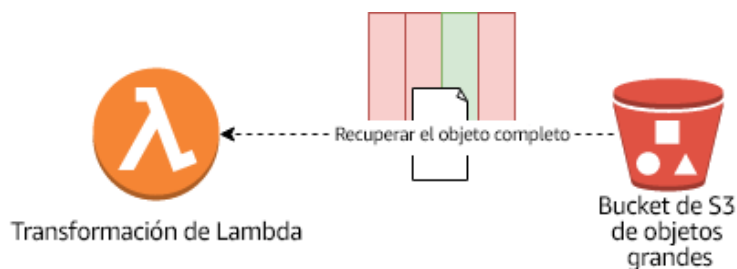 Recuperar el objeto completo
Transformación de Lambda
Bucket de S3
de objetos
grandes